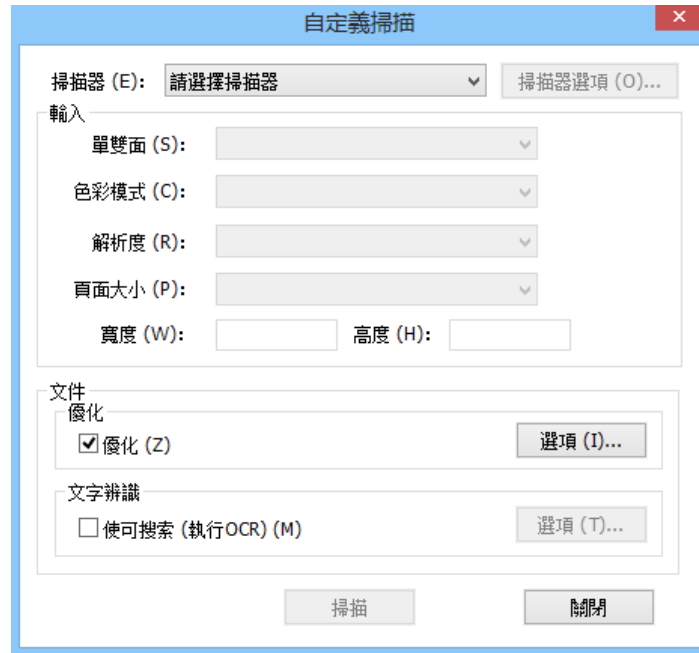 自定義掃描
掃描器 (E): 請選擇掃描器 掃描器選項 (O)...
輸入
單雙面 (S):
色彩模式 (C):
解析度 (R):
頁面大小 (P):
寬度 (W): 高度 (H):
文件
優化
優化 (Z) 選項 (I)...
文字辨識
使可搜索 (執行OCR) (M) 選項 (T)...
掃描 關閉